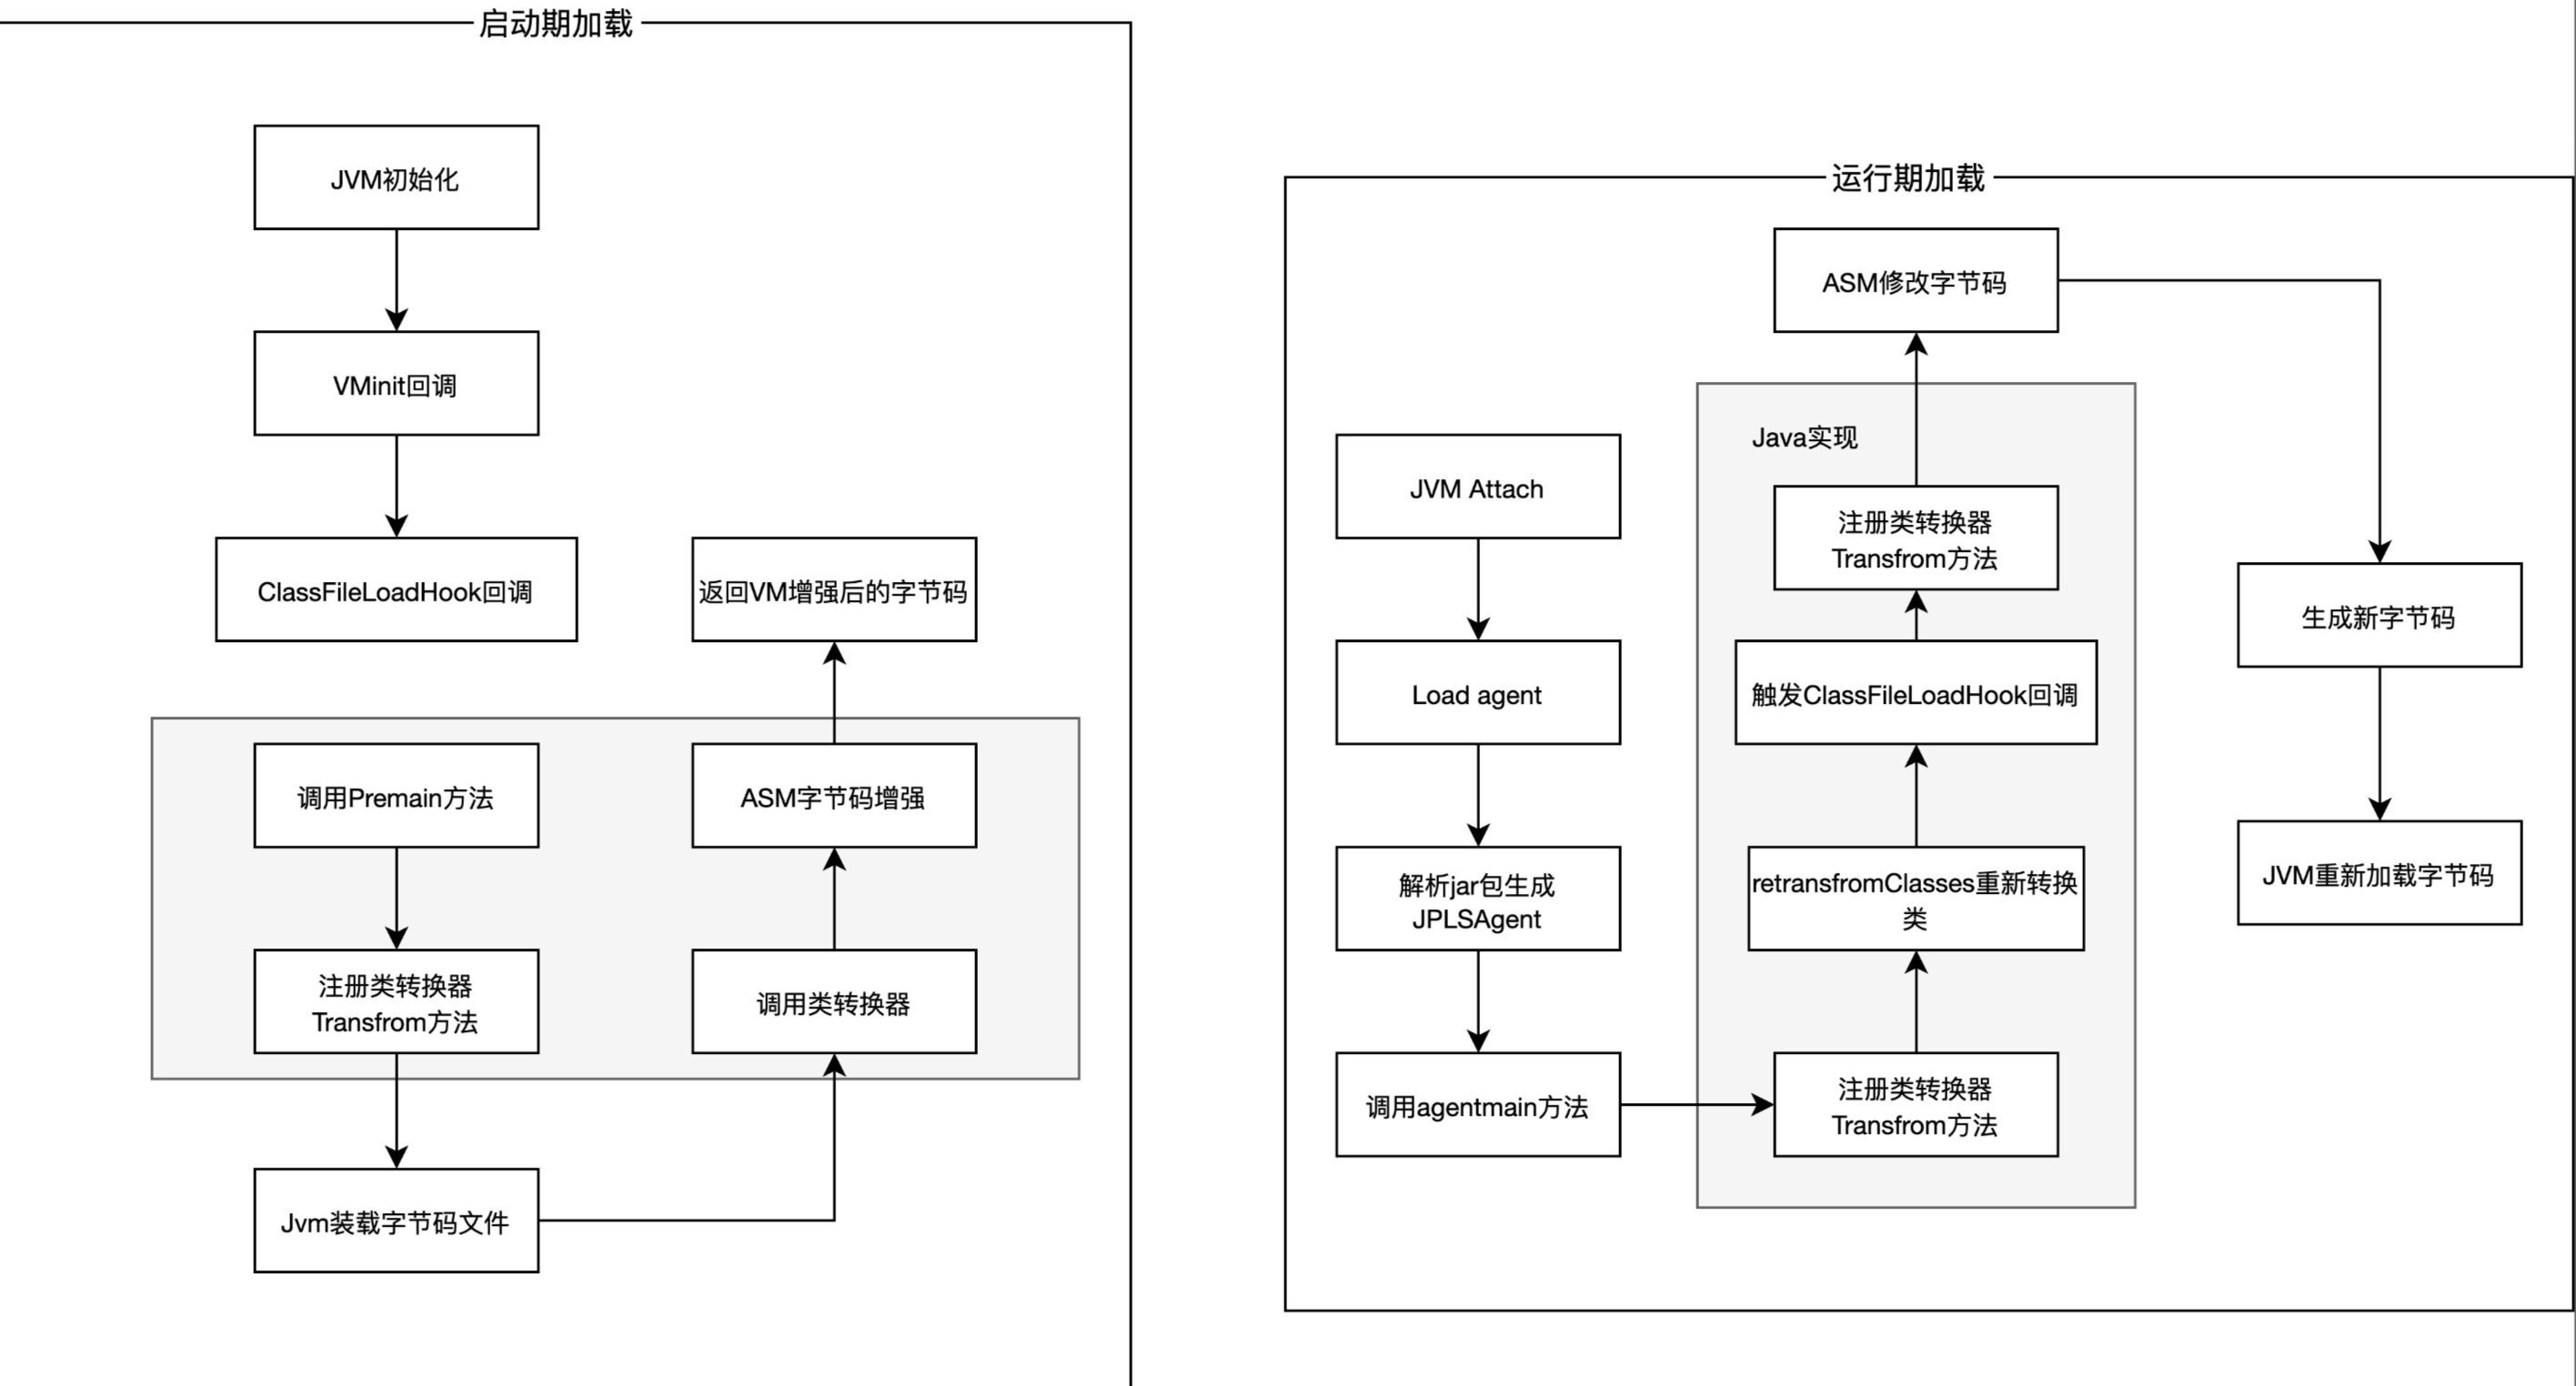 启动期加载
JVM初始化
VMinit回调
ClassFileLoadHook回调
返回VM增强后的字节码
调用Premain方法
ASM字节码增强
注册类转换器
Transfrom方法
调用类转换器
Jvm装载字节码文件
运行期加载
ASM修改字节码
Java实现
JVM Attach
注册类转换器
Transfrom方法
生成新字节码
Load agent
触发ClassFileLoadHook回调
解析jar包生成
JPLSAgent
retransfromClasses重新转换
类
JVM重新加载字节码
调用agentmain方法
注册类转换器
Transfrom方法